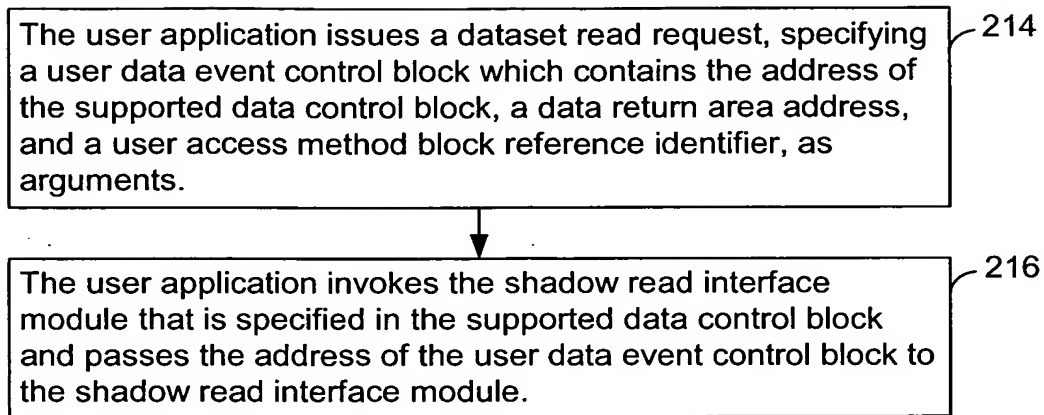 The user application issues a dataset read request, specifying
a user data event control block which contains the address of
the supported data control block, a data return area address,
and a user access method block reference identifier, as
arguments.
214
The user application invokes the shadow read interface
module that is specified in the supported data control block
and passes the address of the user data event control block to
the shadow read interface module.
216